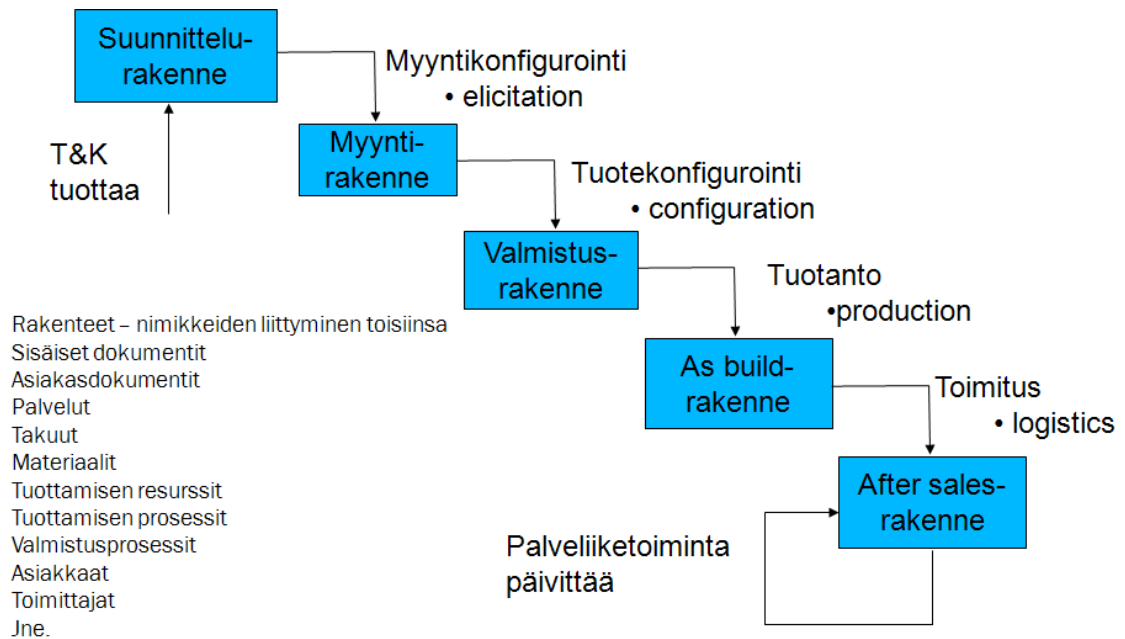 Suunnittelu-
rakenne
Myyntikonfigurointi
• elicitation
T&K
tuottaa
Myynti-
rakenne
Tuotekonfigurointi
• configuration
Valmistus-
rakenne
Tuotanto
•production
Rakenteet – nimikkeiden liittyminen toisiinsa
Sisäiset dokumentit
Asiakasdokumentit
Palvelut
Takuut
Materiaalit
Tuottamisen resurssit
Tuottamisen prosessit
Valmistusprosessit
Asiakkaat
Toimittajat
Jne.
As build-
rakenne
Toimitus
• logistics
After sales-
rakenne
Palveliiketoiminta
päivittää